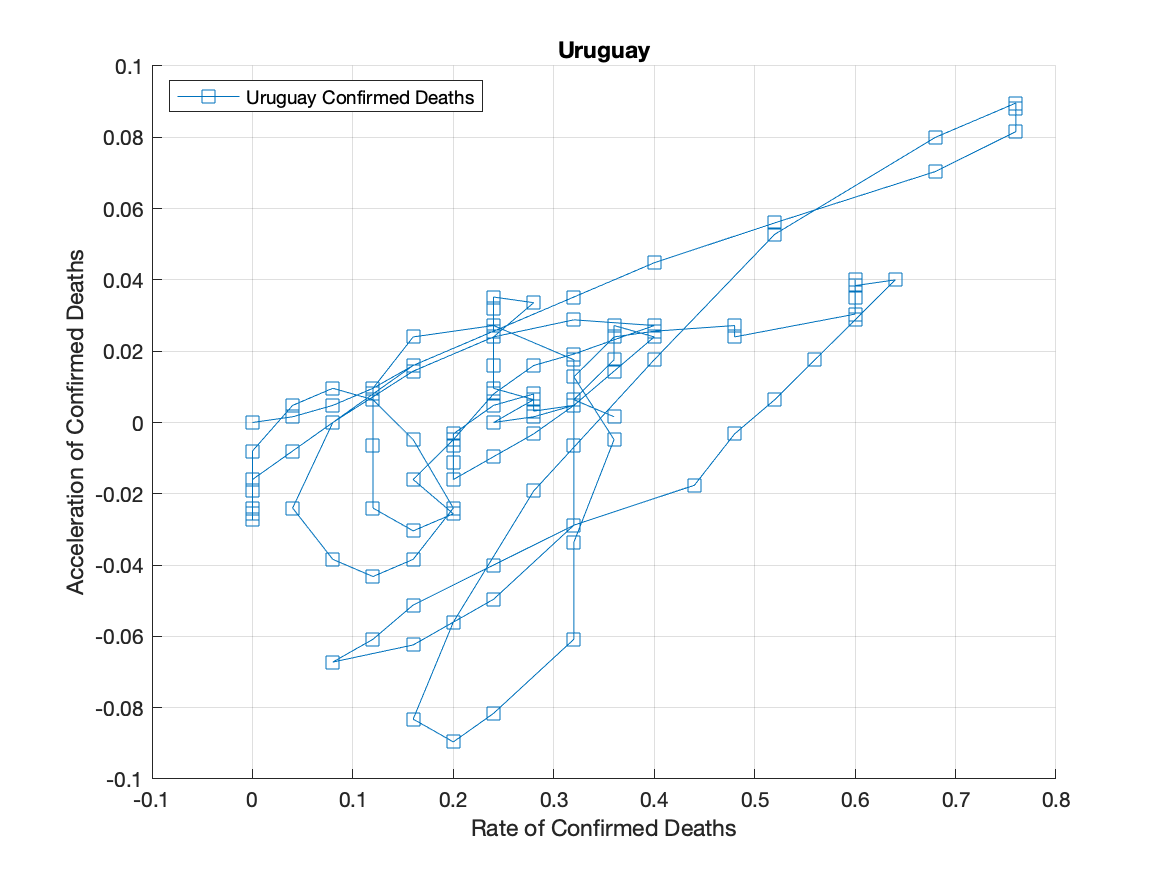 Uruguay
Uruguay Confirmed Deaths
0.1
0.08
0.06
0.04
0.02
0
-0.02
-0.04
-0.06
-0.08
-0.1
Acceleration of Confirmed Deaths
-0.1 0 0.1 0.2 0.3 0.4 0.5 0.6 0.7 0.8
Rate of Confirmed Deaths